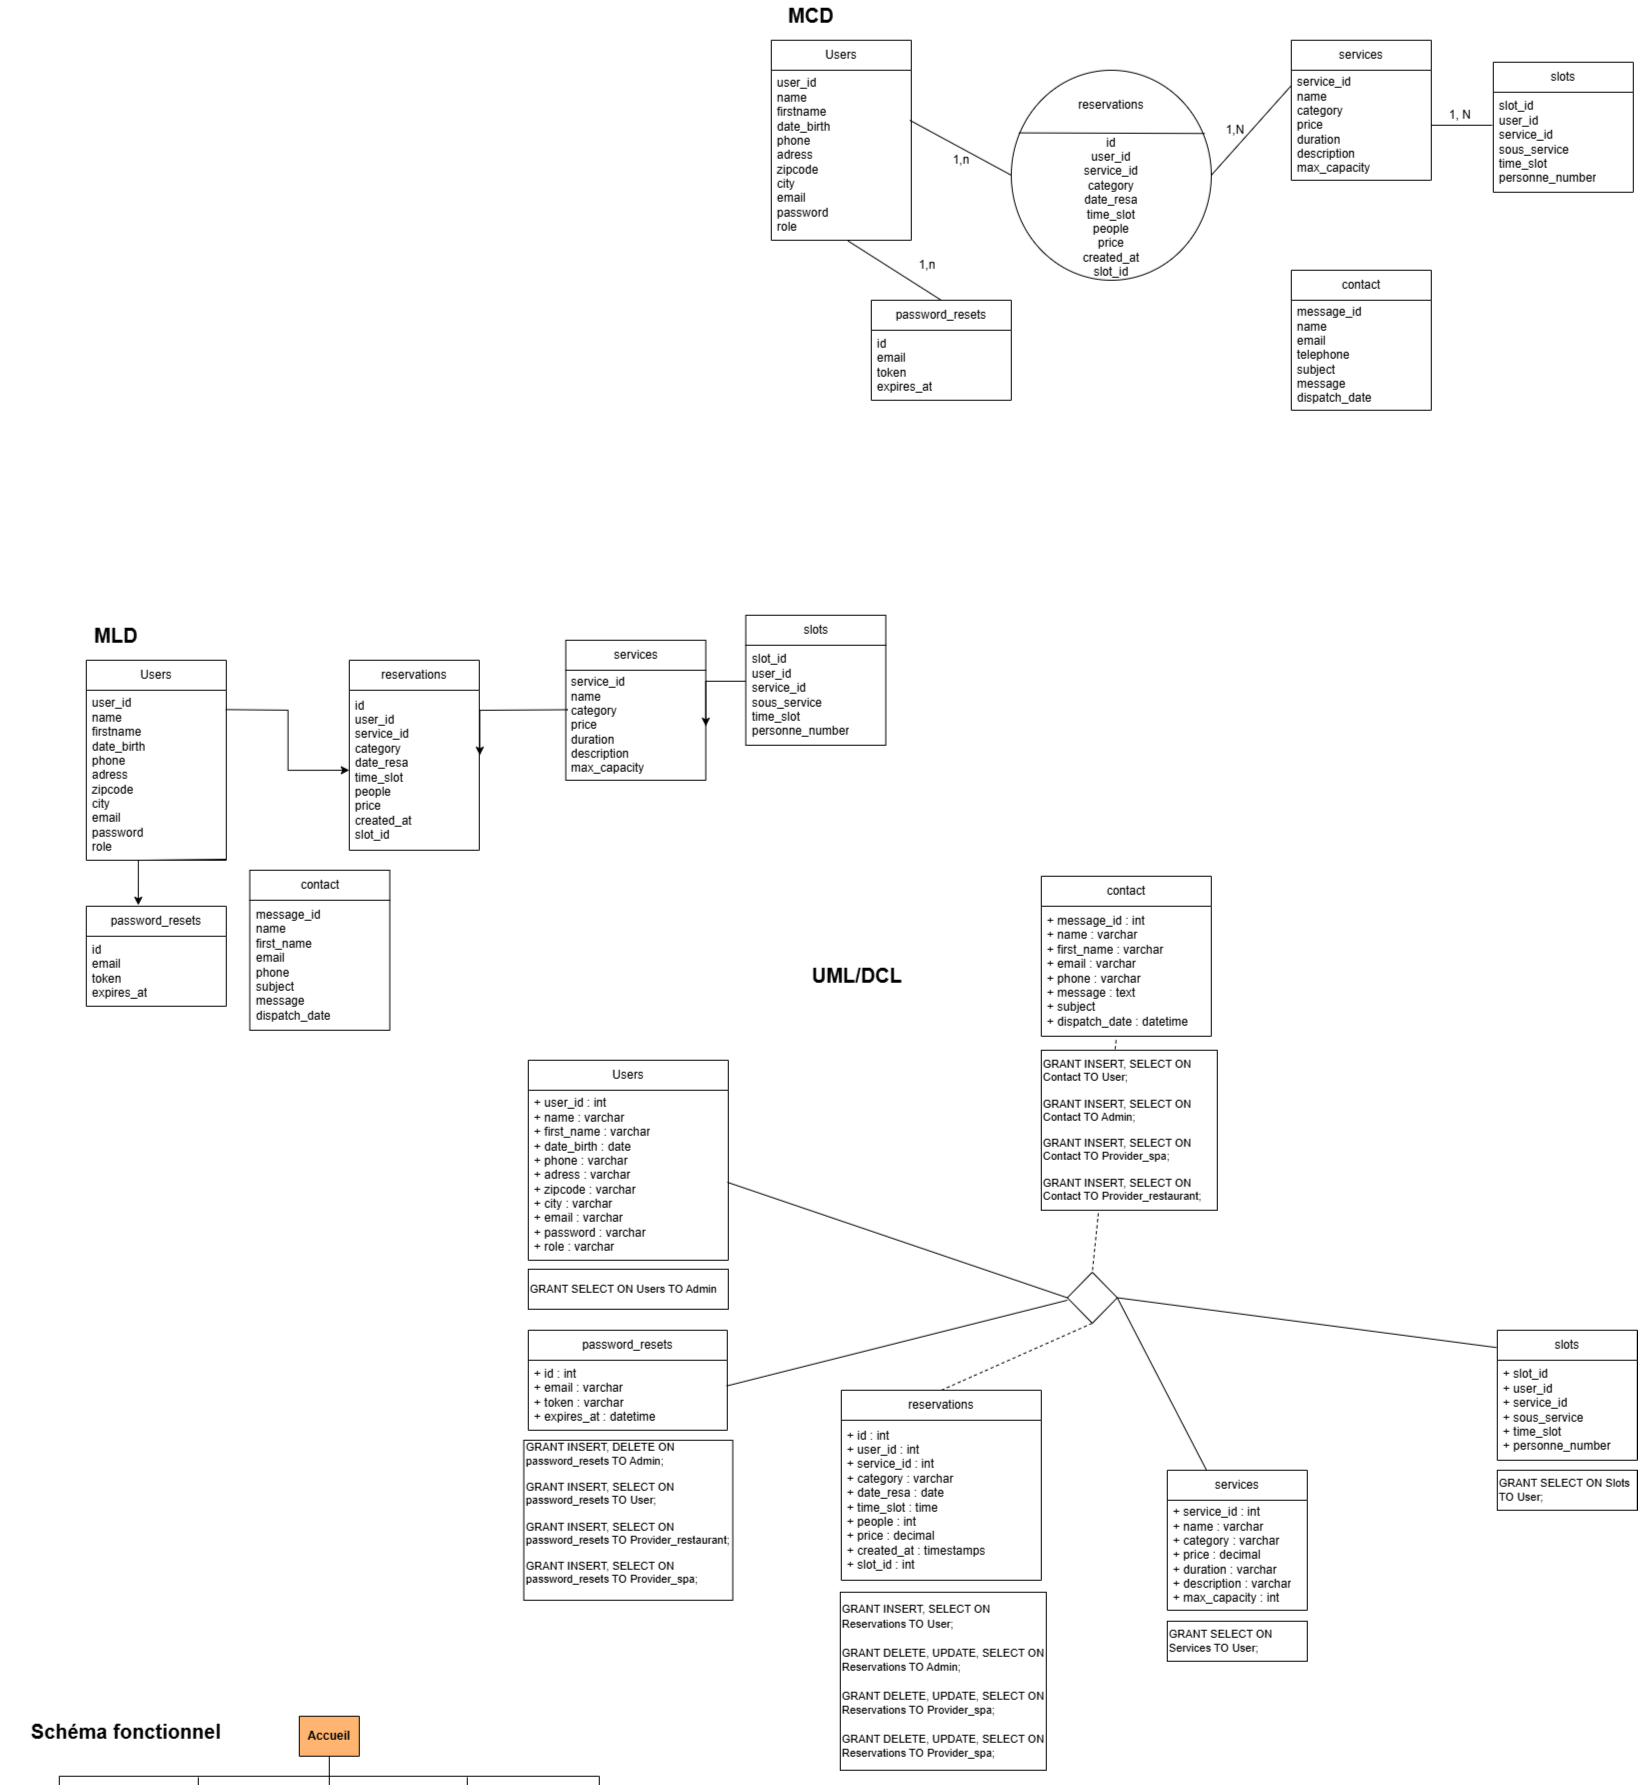 MCD
Users
user_id
name
firstname
date_birth
phone
adress
zipcode
city
email
password
role
1,n
reservations
id
user_id
service_id
category
date_resa
time_slot
people
price
created_at
slot_id
1,N
services
service_id
name
category
price
duration
description
max_capacity
1, N
slots
slot_id
user_id
service_id
sous_service
time_slot
personne_number
1,n
password_resets
id
email
token
expires_at
contact
message_id
name
email
telephone
subject
message
dispatch_date
MLD
Users
user_id
name
firstname
date_birth
phone
adress
zipcode
city
email
password
role
reservations
id
user_id
service_id
category
date_resa
time_slot
people
price
created_at
slot_id
services
service_id
name
category
price
duration
description
max_capacity
slots
slot_id
user_id
service_id
sous_service
time_slot
personne_number
password_resets
id
email
token
expires_at
contact
message_id
name
first_name
email
phone
subject
message
dispatch_date
UML/DCL
contact
+ message_id : int
+ name : varchar
+ first_name : varchar
+ email : varchar
+ phone : varchar
+ message : text
+ subject
+ dispatch_date : datetime
GRANT INSERT, SELECT ON
Contact TO User;
GRANT INSERT, SELECT ON
Contact TO Admin;
GRANT INSERT, SELECT ON
Contact TO Provider_spa;
GRANT INSERT, SELECT ON
Contact TO Provider_restaurant;
Users
+ user_id : int
+ name : varchar
+ first_name : varchar
+ date_birth : date
+ phone : varchar
+ adress : varchar
+ zipcode : varchar
+ city : varchar
+ email : varchar
+ password : varchar
+ role : varchar
GRANT SELECT ON Users TO Admin
password_resets
+ id : int
+ email : varchar
+ token : varchar
+ expires_at : datetime
GRANT INSERT, DELETE ON
password_resets TO Admin;
GRANT INSERT, SELECT ON
password_resets TO User;
GRANT INSERT, SELECT ON
password_resets TO Provider_restaurant;
GRANT INSERT, SELECT ON
password_resets TO Provider_spa;
reservations
+ id : int
+ user_id : int
+ service_id : int
+ category : varchar
+ date_resa : date
+ time_slot : time
+ people : int
+ price : decimal
+ created_at : timestamps
+ slot_id : int
GRANT INSERT, SELECT ON
Reservations TO User;
GRANT DELETE, UPDATE, SELECT ON
Reservations TO Admin;
GRANT DELETE, UPDATE, SELECT ON
Reservations TO Provider_spa;
GRANT DELETE, UPDATE, SELECT ON
Reservations TO Provider_spa;
services
+ service_id : int
+ name : varchar
+ category : varchar
+ price : decimal
+ duration : varchar
+ description : varchar
+ max_capacity : int
GRANT SELECT ON
Services TO User;
slots
+ slot_id
+ user_id
+ service_id
+ sous_service
+ time_slot
+ personne_number
GRANT SELECT ON Slots
TO User;
Schéma fonctionnel
Accueil